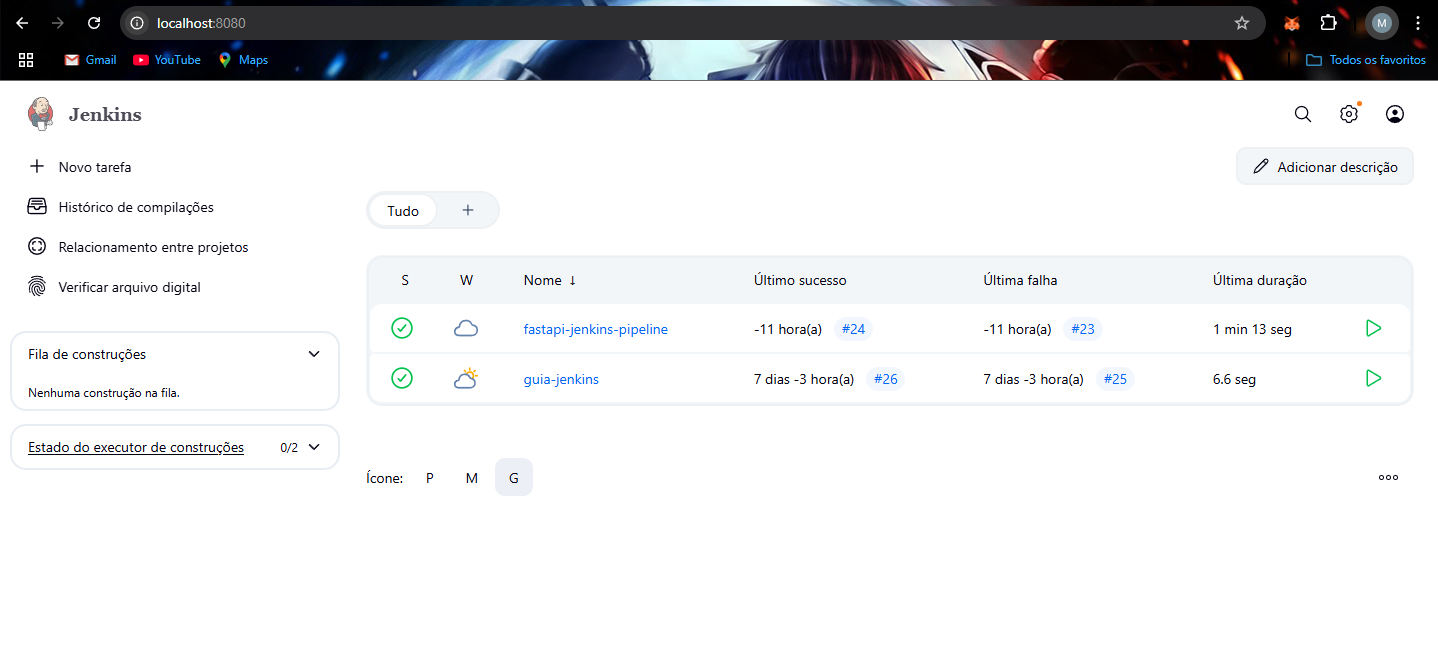 localhost:8080
M
Gmail YouTube Maps Todos os favoritos
Jenkins
Novo tarefa
Histórico de compilações
Relacionamento entre projetos
Verificar arquivo digital
Fila de construções
Nenhuma construção na fila.
Estado do executor de construções 0/2
Adicionar descrição
Tudo +
S W Nome ↓ Último sucesso Última falha Última duração
fastapi-jenkins-pipeline -11 hora(a) #24 -11 hora(a) #23 1 min 13 seg
guia-jenkins 7 dias -3 hora(a) #26 7 dias -3 hora(a) #25 6.6 seg
Ícone: P M G